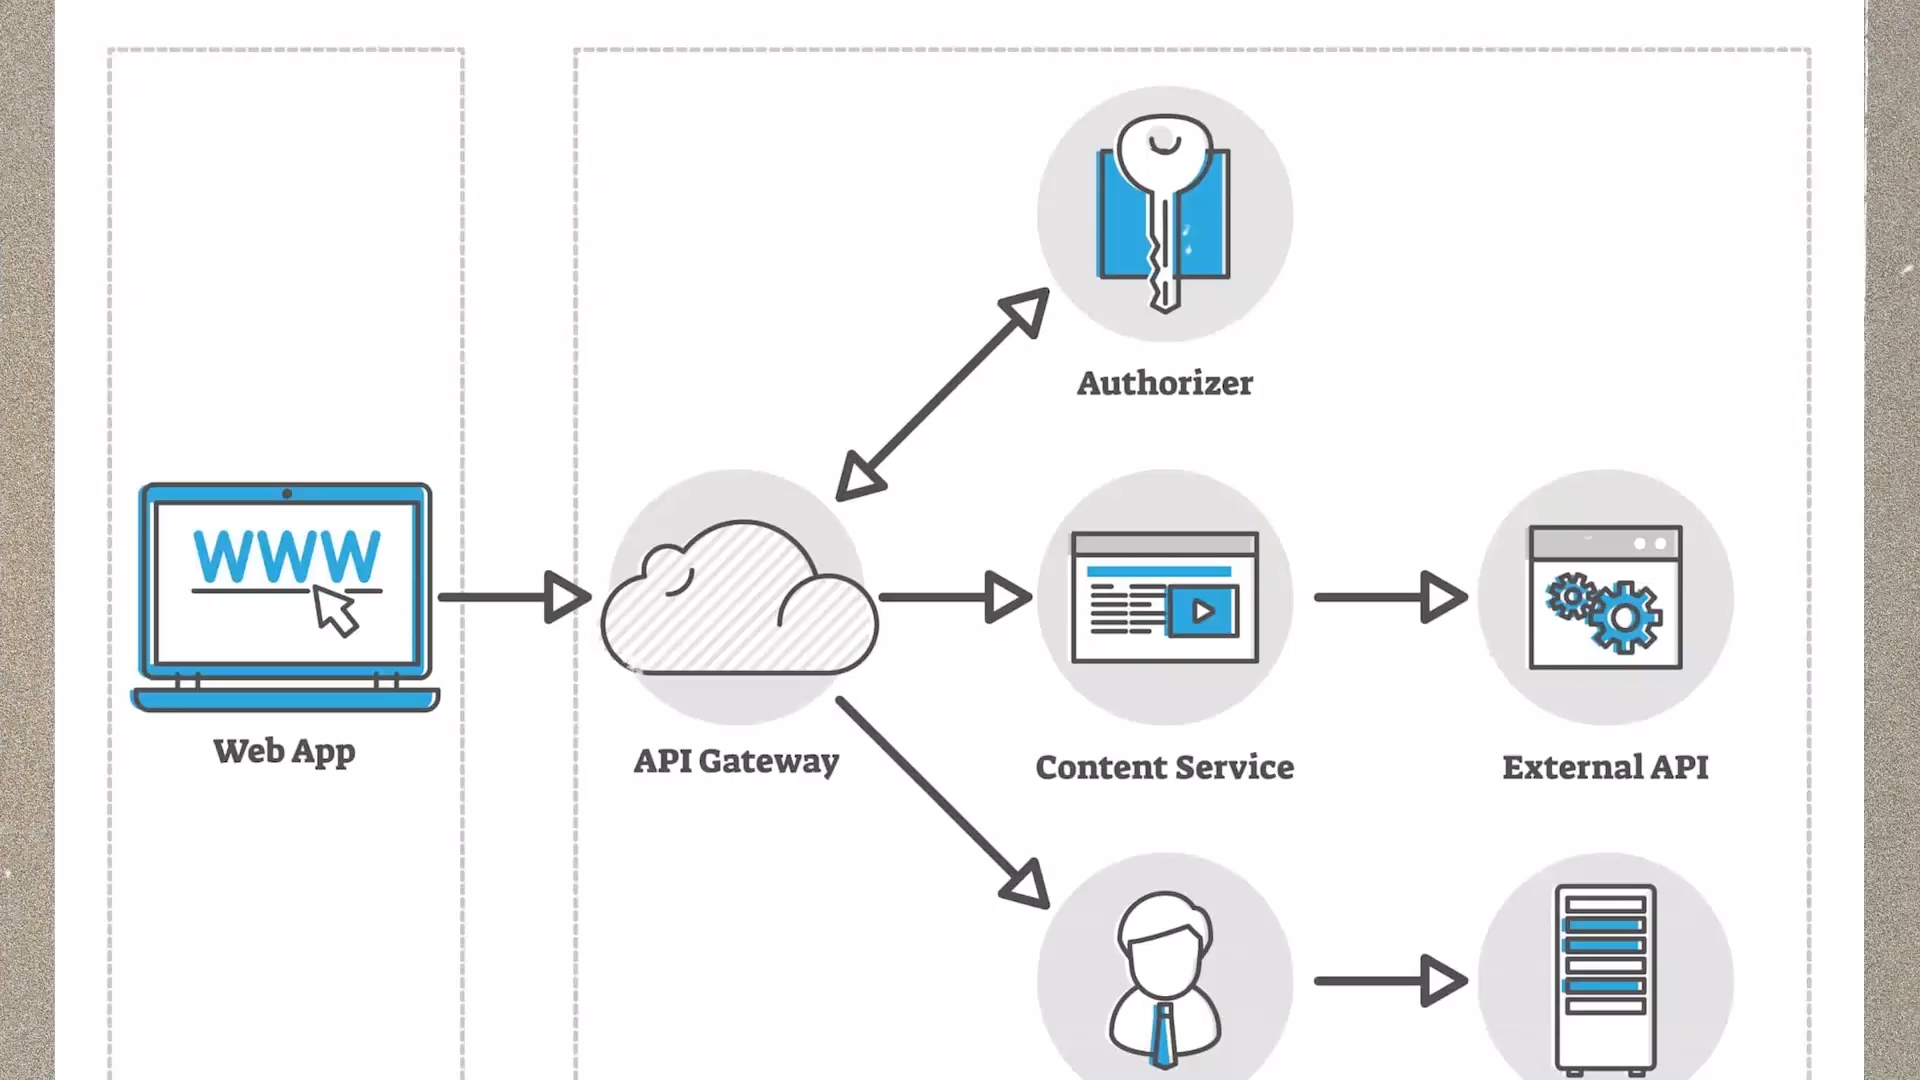 WWW
Authorizer
Web App
API Gateway
Content Service
External API